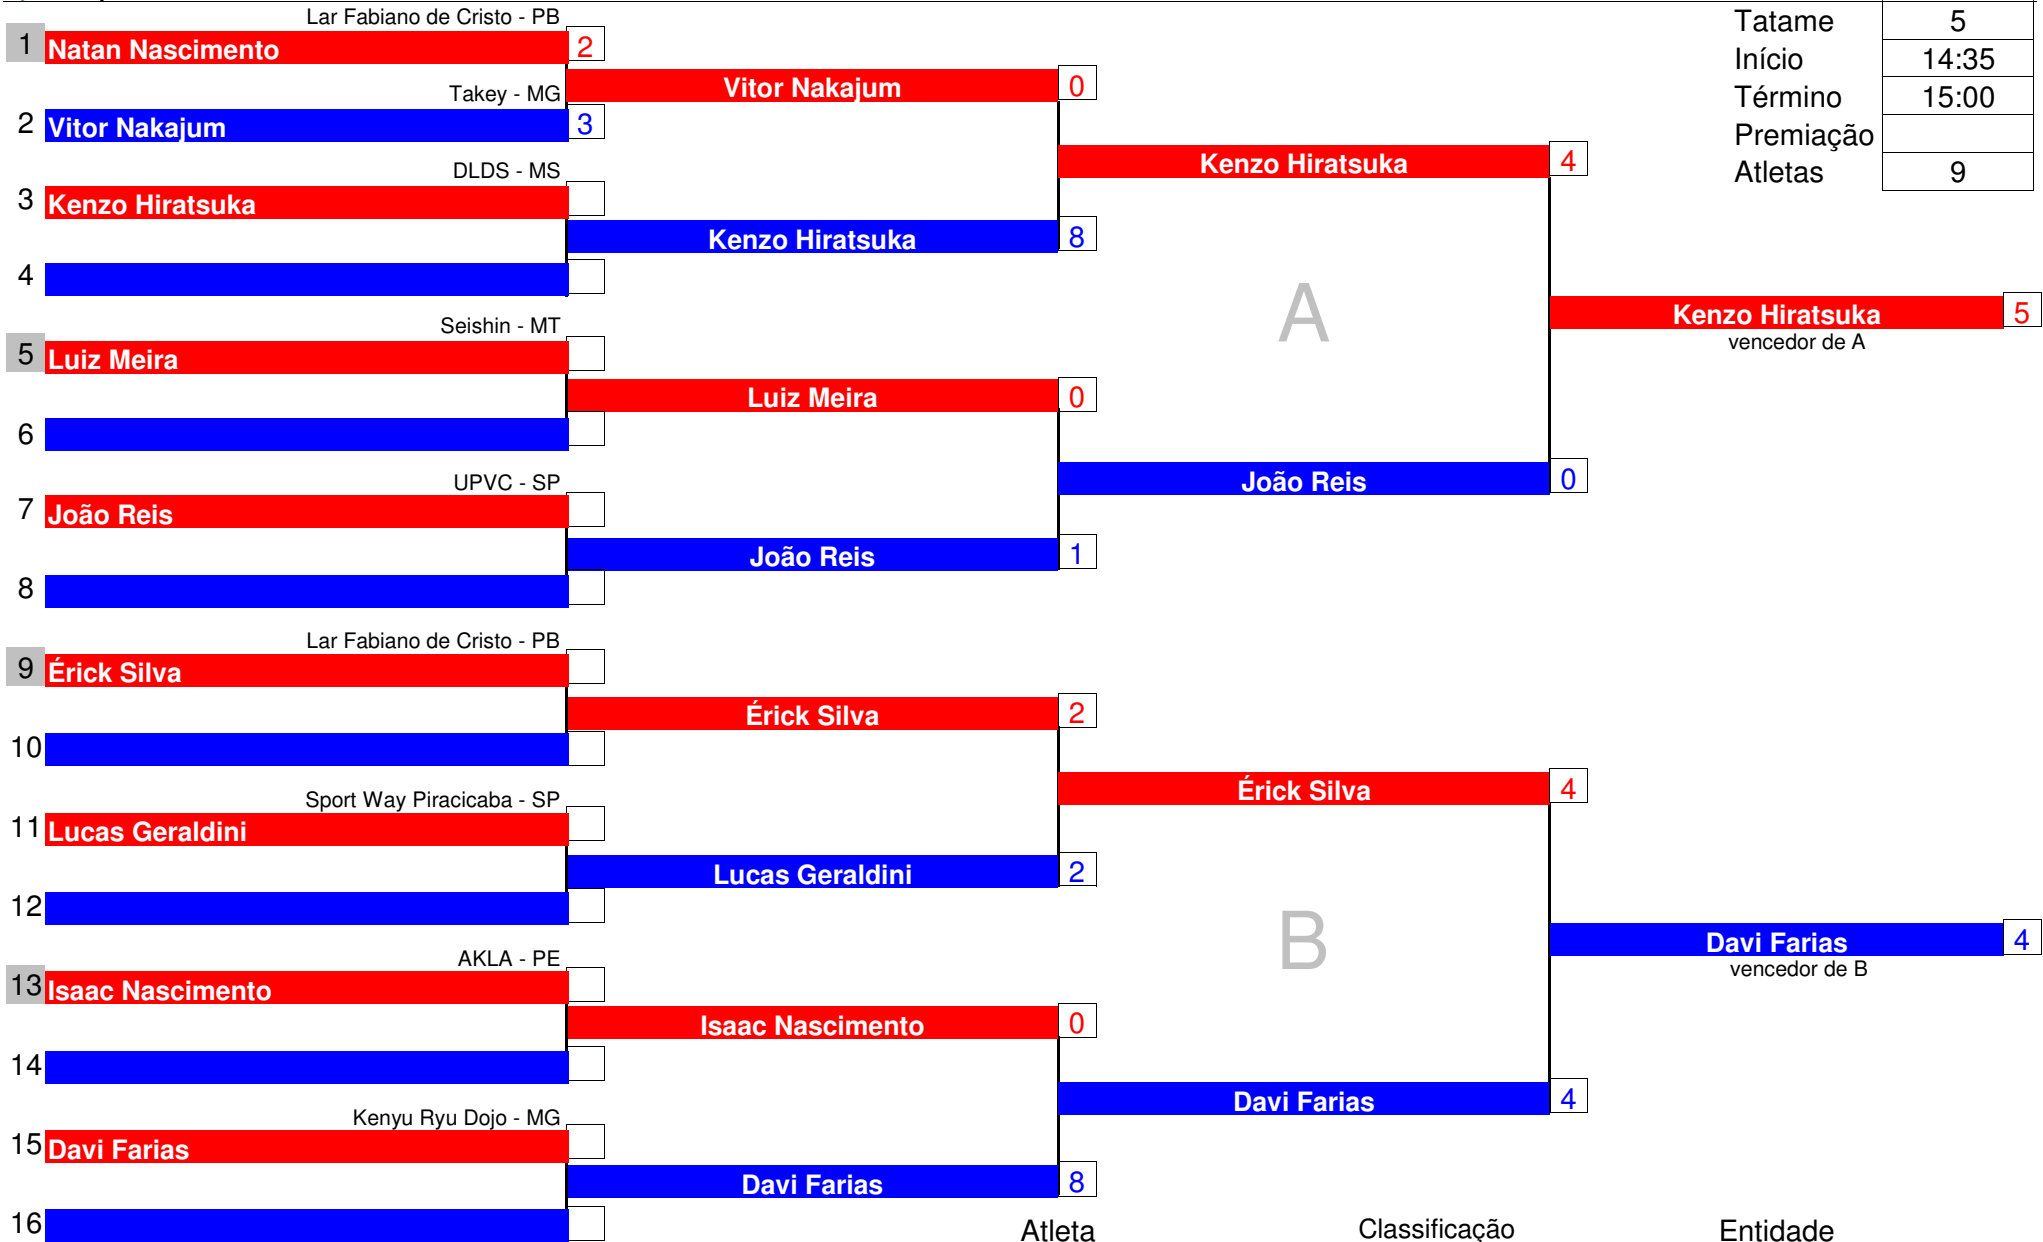 Lar Fabiano de Cristo - PB
1 Natan Nascimento 2
Takey - MG
2 Vitor Nakajum 3
DLDS - MS
3 Kenzo Hiratsuka
4
Seishin - MT
5 Luiz Meira
6
UPVC - SP
7 João Reis
8
Lar Fabiano de Cristo - PB
9 Érick Silva
10
Sport Way Piracicaba - SP
11 Lucas Geraldini
12
AKLA - PE
13 Isaac Nascimento
14
Kenyu Ryu Dojo - MG
15 Davi Farias
16
Vitor Nakajum 0
Kenzo Hiratsuka 8
Luiz Meira 0
João Reis 1
Érick Silva 2
Lucas Geraldini 2
Isaac Nascimento 0
Davi Farias 8
Kenzo Hiratsuka 4
A
João Reis 0
Érick Silva 4
B
Davi Farias 4
Kenzo Hiratsuka 5
vencedor de A
Davi Farias 4
vencedor de B
Tatame 5
Início 14:35
Término 15:00
Premiação
Atletas 9
Atleta Classificação Entidade